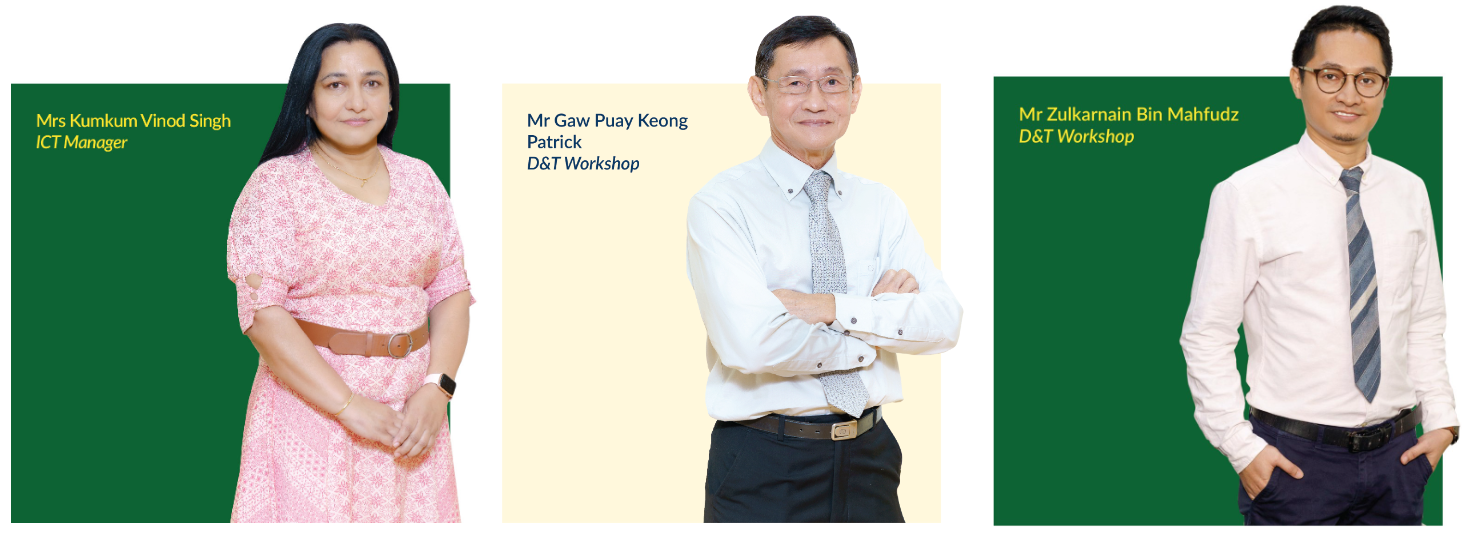 Mrs Kumkum Vinod Singh
ICT Manager
Mr Gaw Puay Keong
Patrick
D&T Workshop
Mr Zulkarnain Bin Mahfudz
D&T Workshop